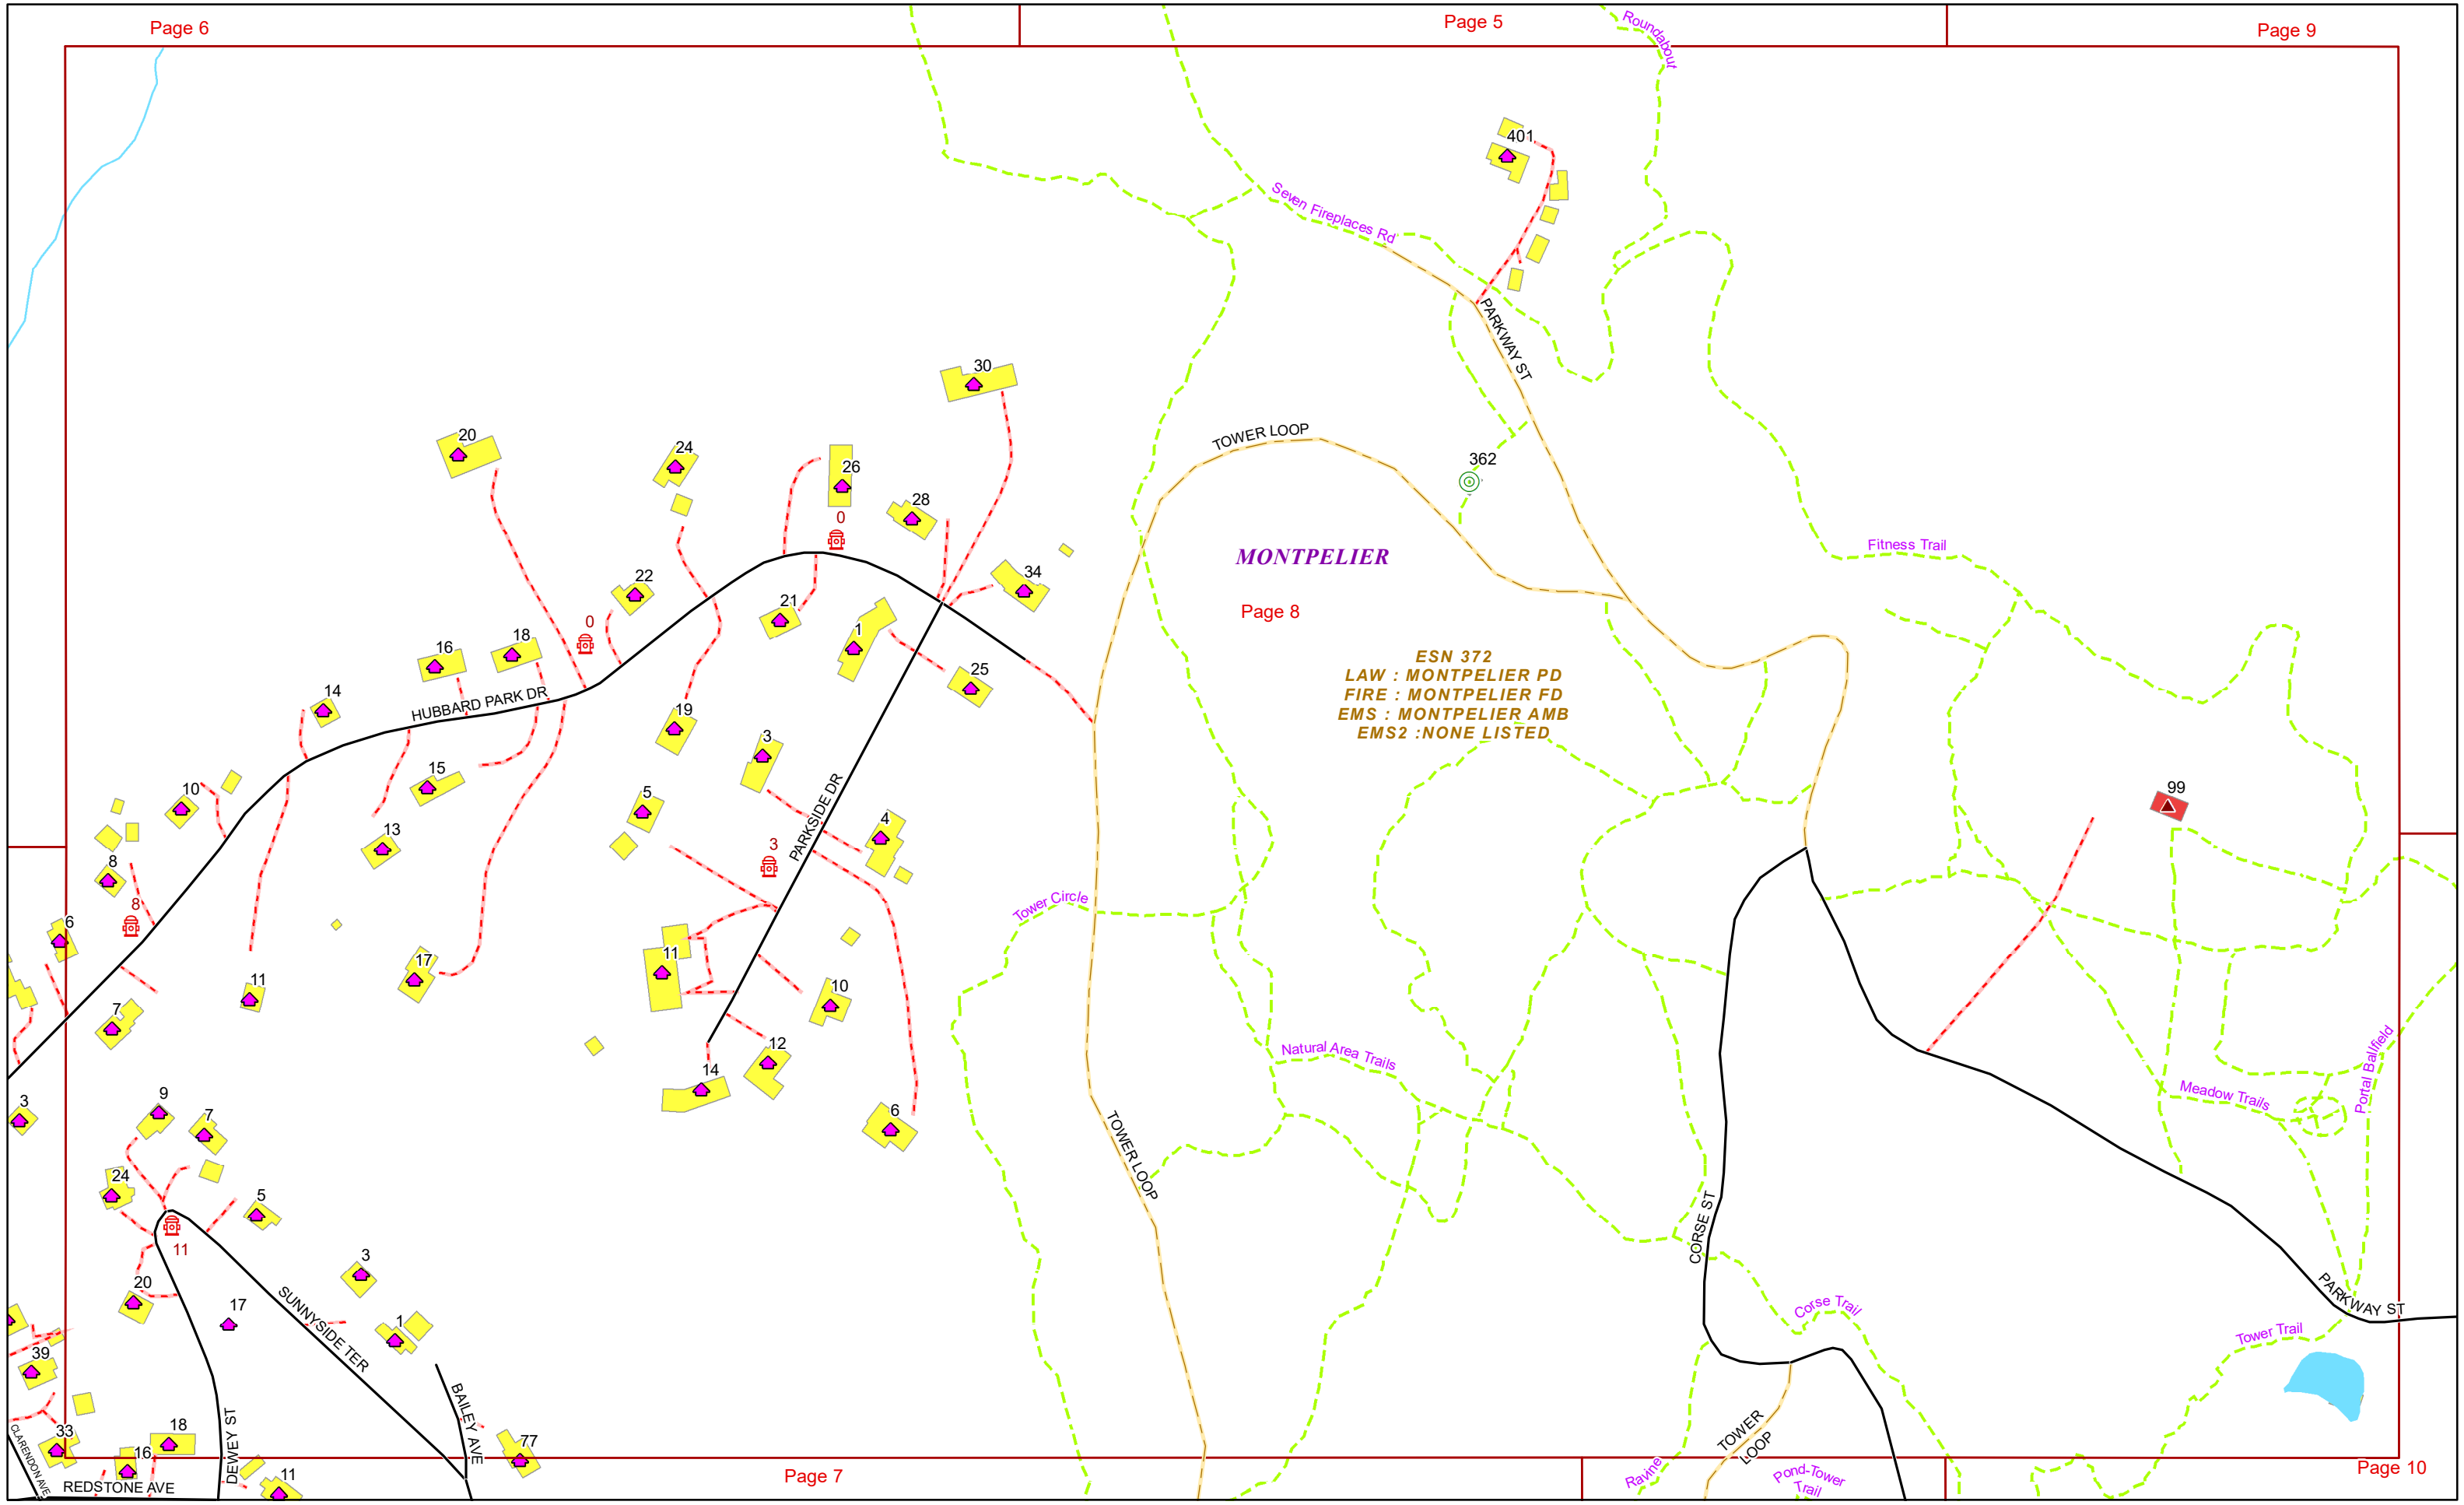 Page 6
Page 5
Page 9
Roundabout
401
Seven Fireplaces Rd
PARKWAY ST
30
20
24
26
TOWER LOOP
362
28
0
MONTPELIER
Fitness Trail
22
34
21
Page 8
0
1
16
18
25
ESN 372
LAW : MONTPELIER PD
FIRE : MONTPELIER FD
EMS : MONTPELIER AMB
EMS2 :NONE LISTED
14
HUBBARD PARK DR
19
3
15
10
5
99
PARKSIDE DR
4
13
3
8
8
6
Tower Circle
11
17
11
10
7
12
Natural Area Trails
14
Portal Ballfield
Meadow Trails
3
9
7
6
TOWER LOOP
24
5
CORSE ST
11
3
20
17
SUNNYSIDE TER
1
Corse Trail
PARKWAY ST
Tower Trail
39
BAILEY AVE
DEWEY ST
33
18
77
TOWER
LOOP
CLARENDON AVE
16
Page 7
Ravine
Pond-Tower
Trail
Page 10
11
REDSTONE AVE